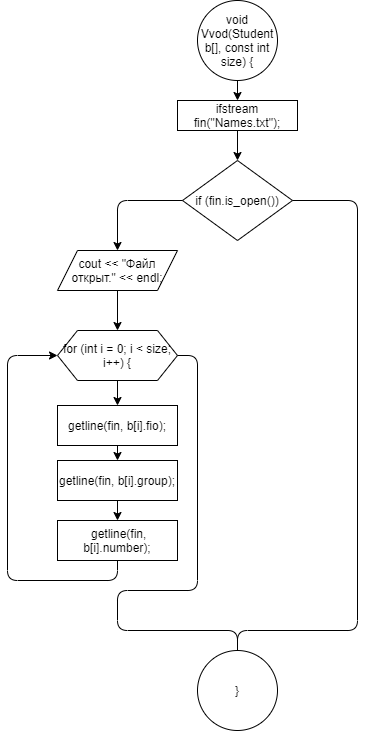 void
Vvod(Student
b[], const int
size) {
ifstream
fin("Names.txt");
if (fin.is_open())
cout << "Файл
открыт." << endl;
for (int i = 0; i < size;
i++) {
getline(fin, b[i].fio);
getline(fin, b[i].group);
getline(fin,
b[i].number);
}